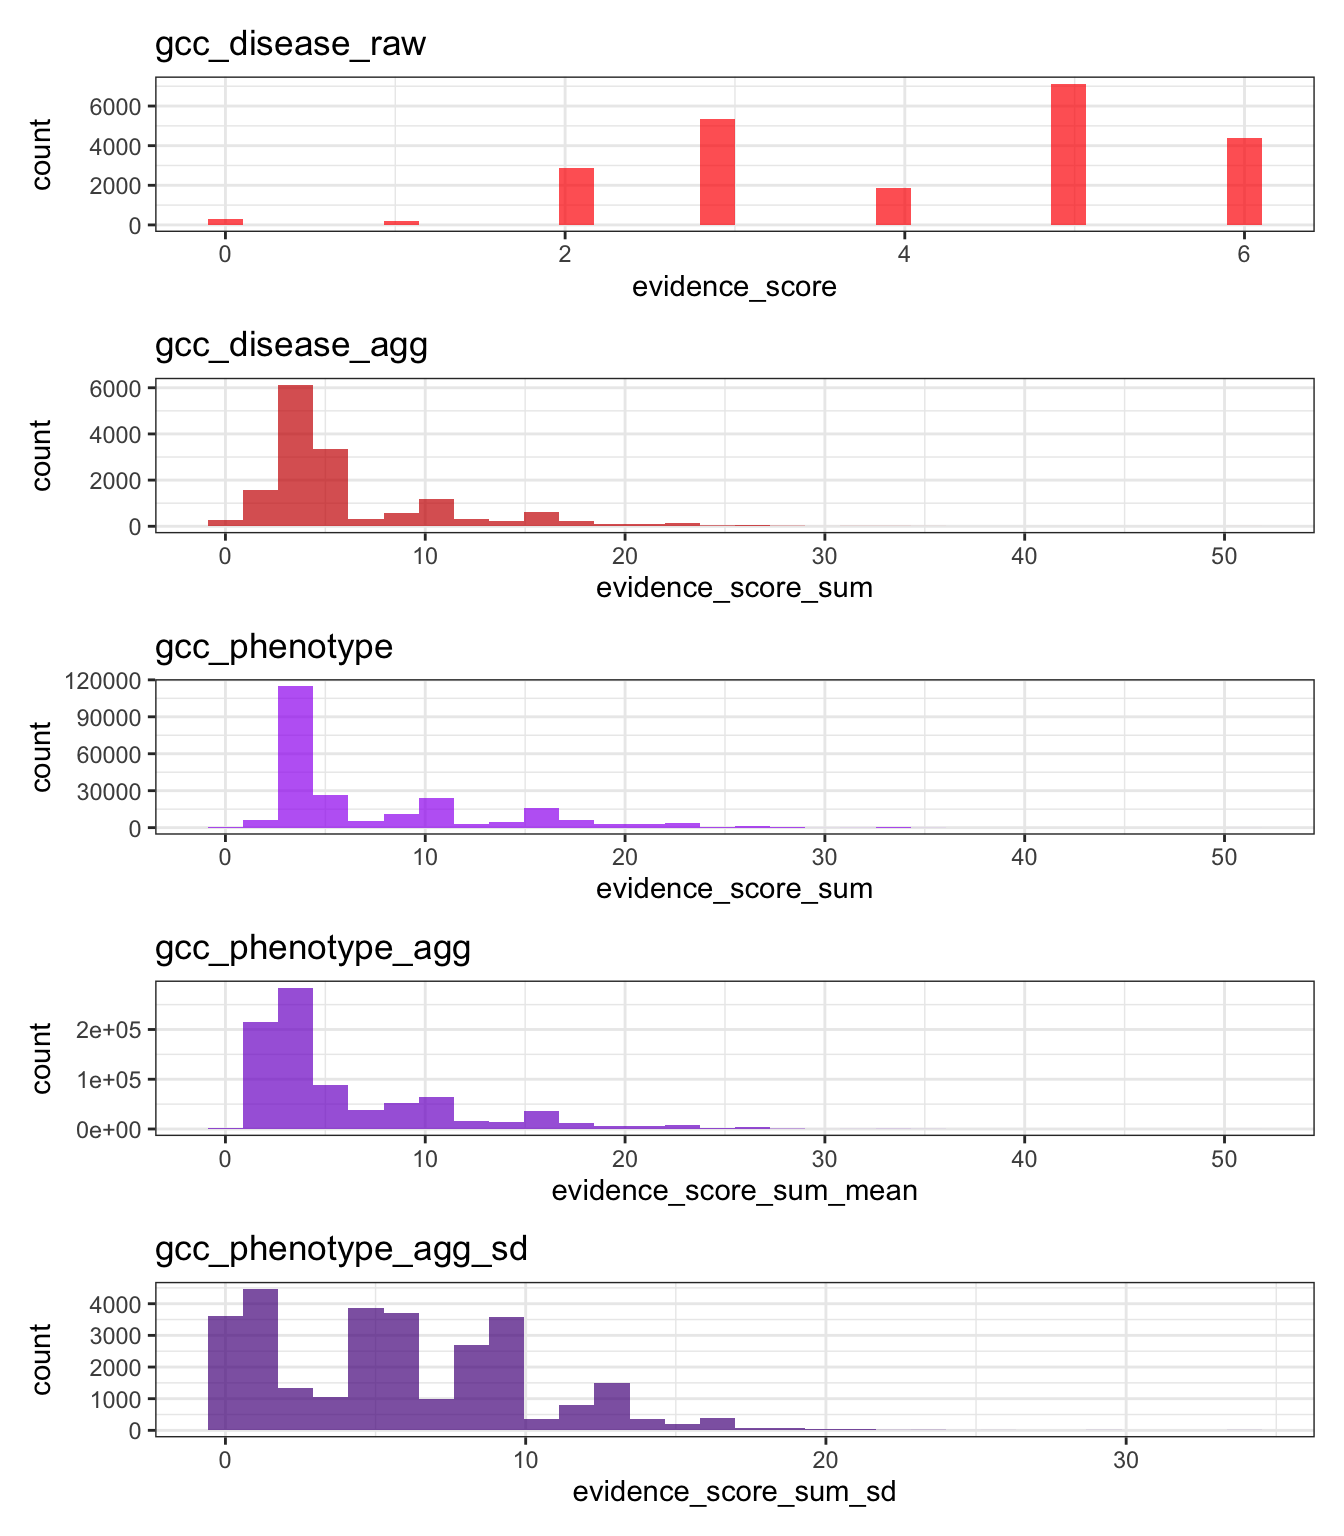 gcc_disease_raw
count
6000
4000
2000
0
0 2 4 6
evidence_score
gcc_disease_agg
count
6000
4000
2000
0
0 10 20 30 40 50
evidence_score_sum
gcc_phenotype
count
120000
90000
60000
30000
0
0 10 20 30 40 50
evidence_score_sum
gcc_phenotype_agg
count
2e+05
1e+05
0e+00
0 10 20 30 40 50
evidence_score_sum_mean
gcc_phenotype_agg_sd
count
4000
3000
2000
1000
0
0 10 20 30
evidence_score_sum_sd